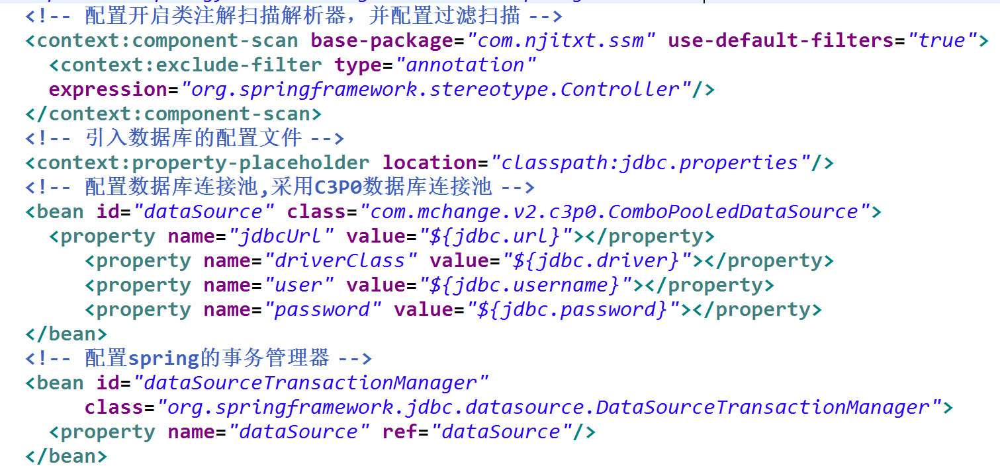 <!-- 配置开启类注解扫描解析器，并配置过滤扫描 -->
<context:component-scan base-package="com.njitxt.ssm" use-default-filters="true">
<context:exclude-filter type="annotation"
expression="org.springframework.stereotype.Controller"/>
</context:component-scan>
<!-- 引入数据库的配置文件 -->
<context:property-placeholder location="classpath:jdbc.properties"/>
<!-- 配置数据库连接池,采用C3P0数据库连接池 -->
<bean id="dataSource" class="com.mchange.v2.c3p0.ComboPooledDataSource">
<property name="jdbcUrl" value="${jdbc.url}"></property>
<property name="driverClass" value="${jdbc.driver}"></property>
<property name="user" value="${jdbc.username}"></property>
<property name="password" value="${jdbc.password}"></property>
</bean>
<!-- 配置spring的事务管理器 -->
<bean id="dataSourceTransactionManager"
class="org.springframework.jdbc.datasource.DataSourceTransactionManager">
<property name="dataSource" ref="dataSource"/>
</bean>